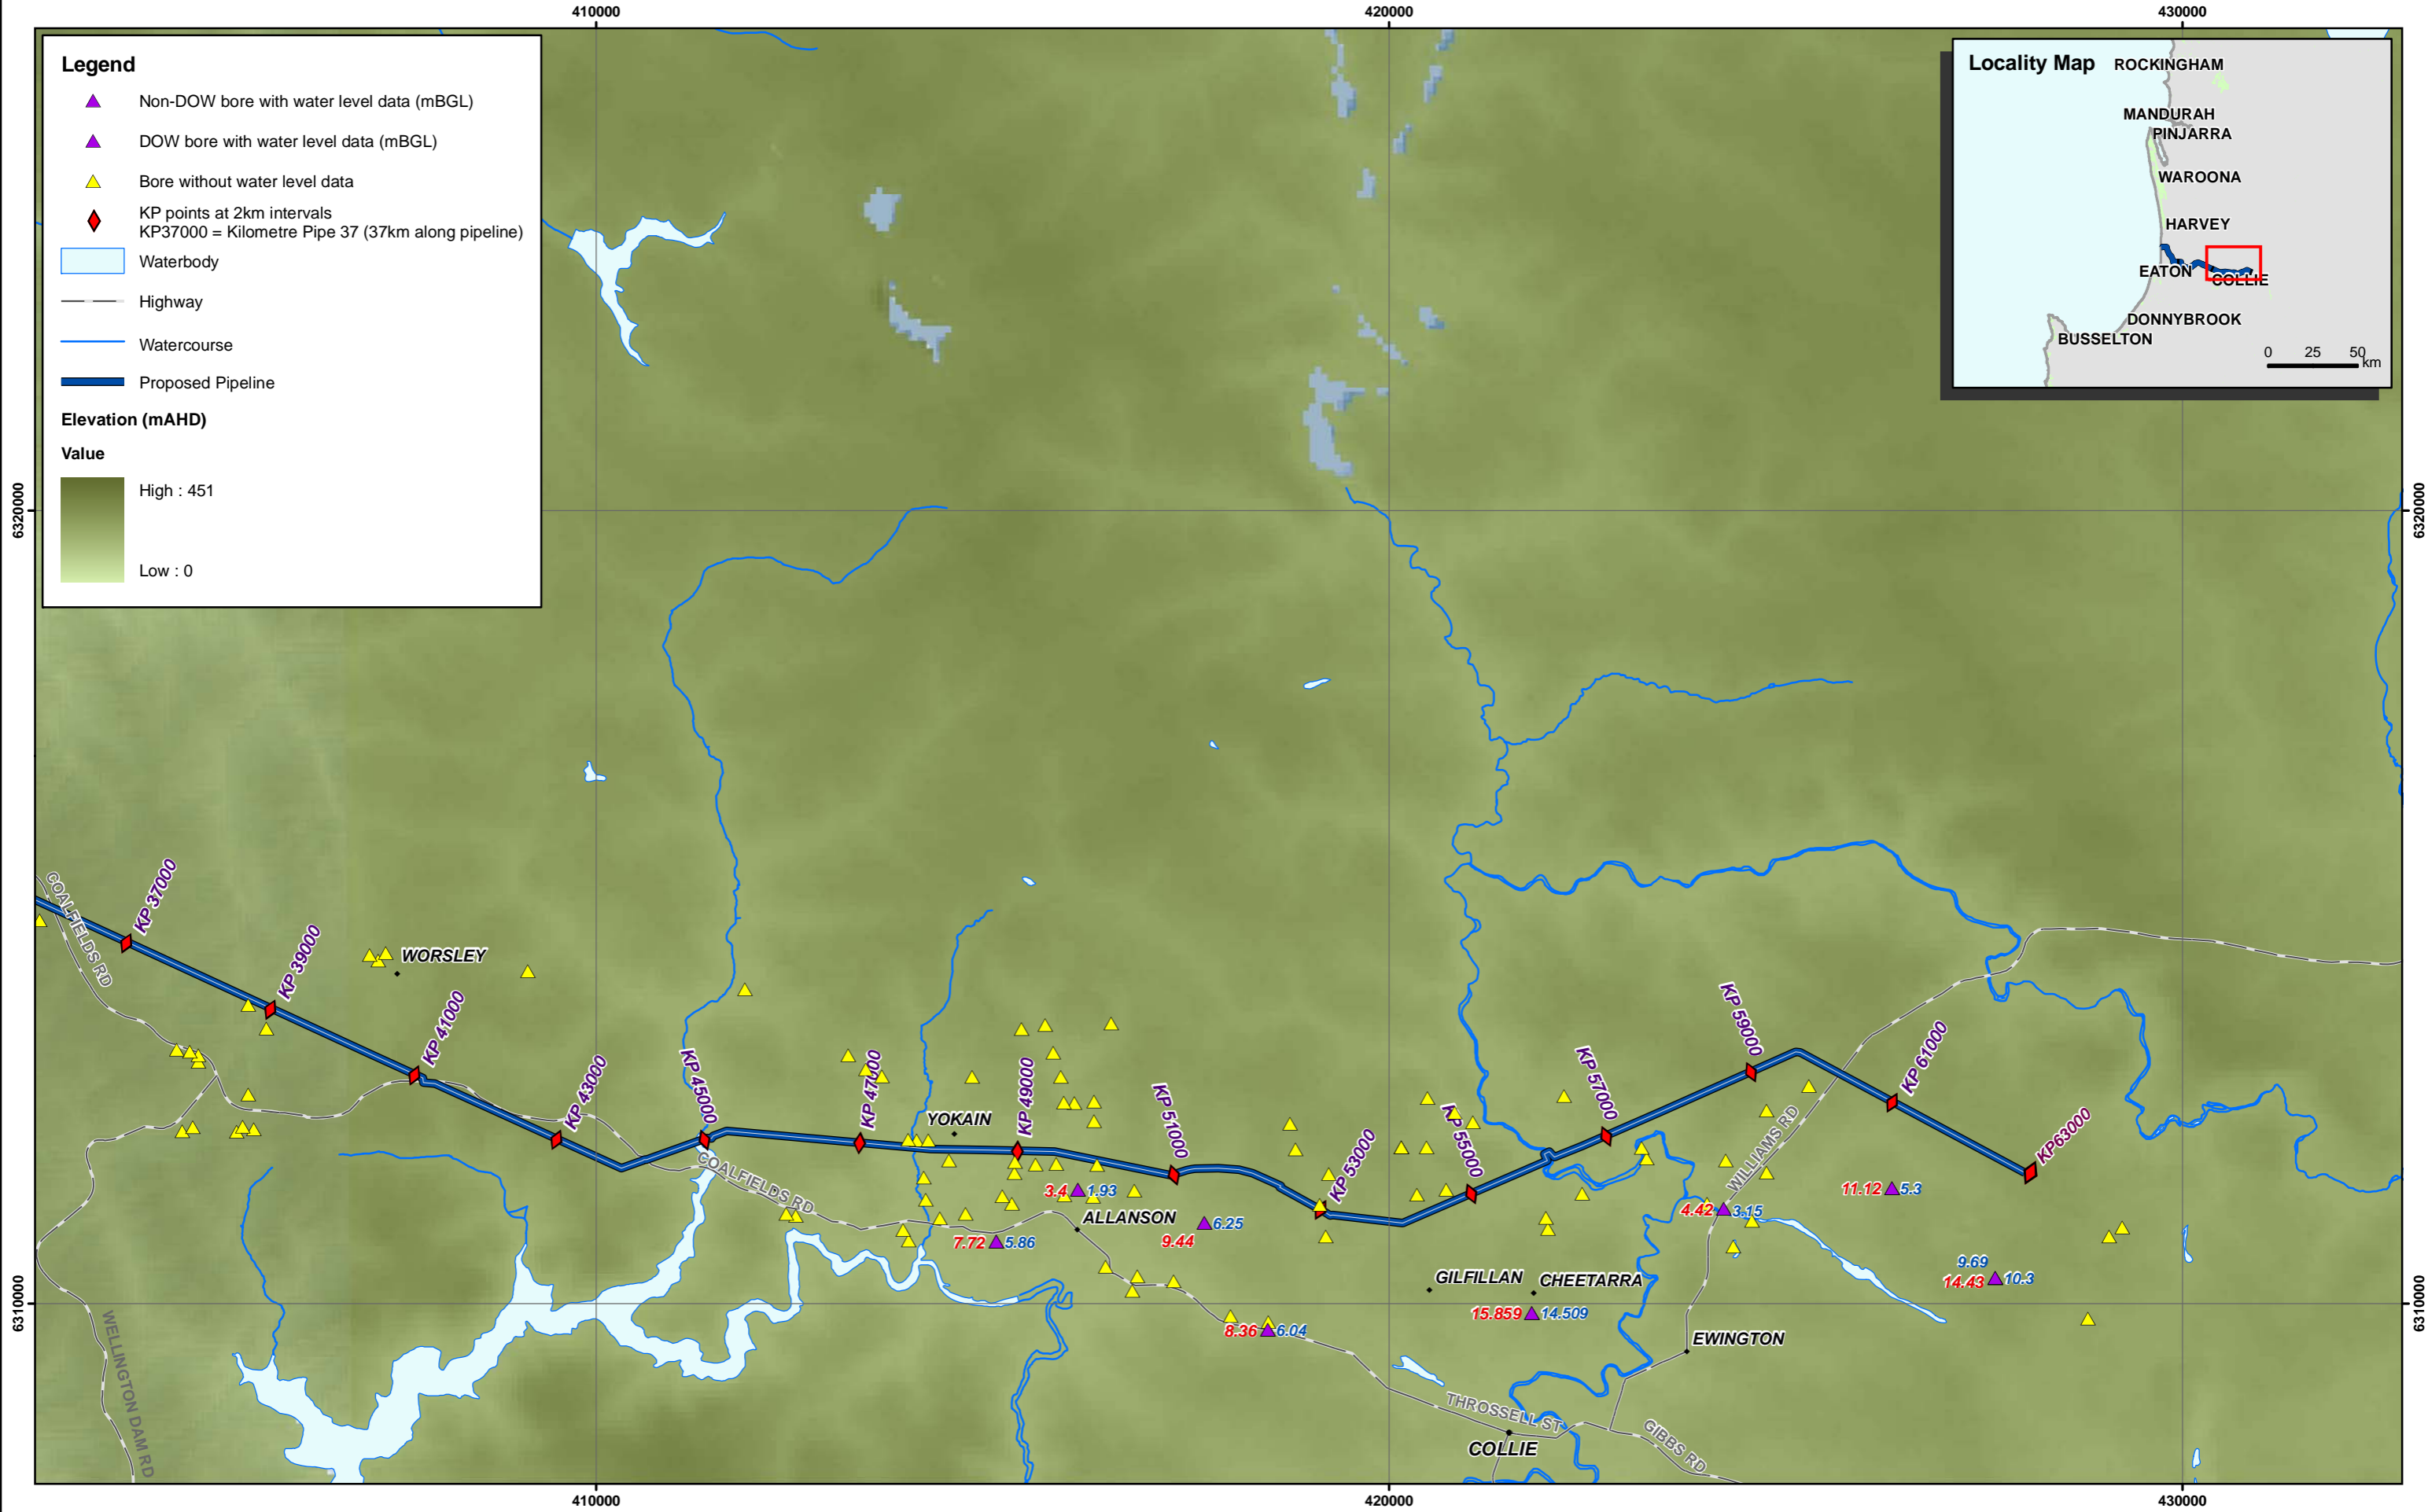 410000
420000
430000
Legend
Non-DOW bore with water level data (mBGL)
DOW bore with water level data (mBGL)
Bore without water level data
KP points at 2km intervals
KP37000 = Kilometre Pipe 37 (37km along pipeline)
Waterbody
Highway
Watercourse
Proposed Pipeline
Elevation (mAHD)
Value
High : 451
Low : 0
Locality Map
ROCKINGHAM
MANDURAH
PINJARRA
WAROONA
HARVEY
EATON
COLLIE
DONNYBROOK
BUSSELTON
0 25 50 km
6320000
6320000
COALFIELDS RD
KP 37000
KP 39000
WORSLEY
KP 41000
KP 43000
KP 45000
KP 47000
YOKAIN
KP 49000
KP 51000
KP 53000
KP 55000
KP 57000
KP 59000
KP 61000
KP63000
WILLIAMS RD
COALFIELDS RD
3.4 1.93
ALLANSON
7.72 5.86
6.25
9.44
4.42 3.15
11.12 5.3
9.69
14.43 10.3
GILFILLAN
CHEETARRA
15.859 14.509
8.36 6.04
EWINGTON
6310000
6310000
WELLINGTON DAM RD
THROSSELL ST
GIBBS RD
COLLIE
410000
420000
430000